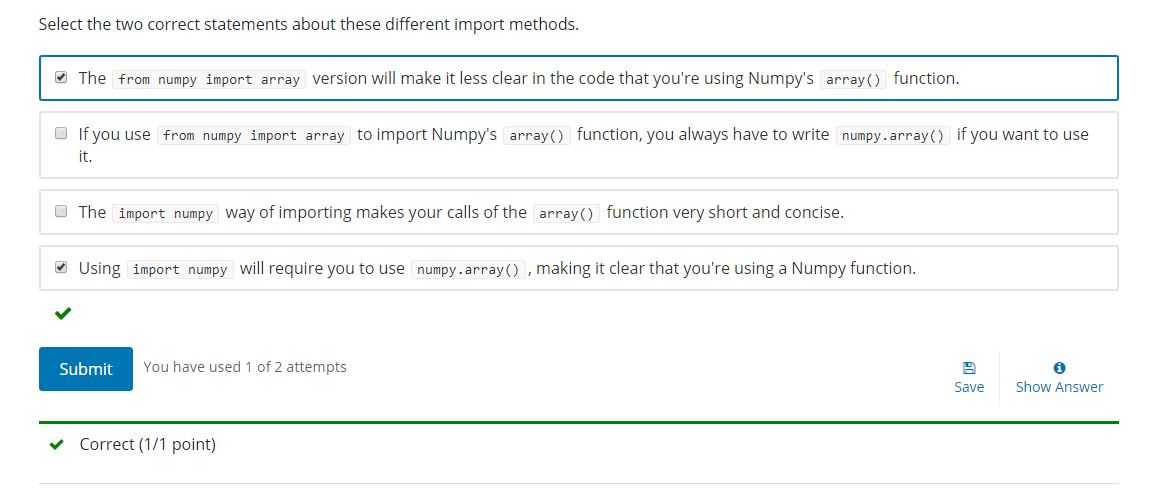 Select the two correct statements about these different import methods.
The from numpy import array version will make it less clear in the code that you're using Numpy's array() function.
If you use from numpy import array to import Numpy's array() function, you always have to write numpy.array() if you want to use
it.
The import numpy way of importing makes your calls of the array() function very short and concise.
Using import numpy will require you to use numpy.array() , making it clear that you're using a Numpy function.
Submit
You have used 1 of 2 attempts
Save
Show Answer
Correct (1/1 point)